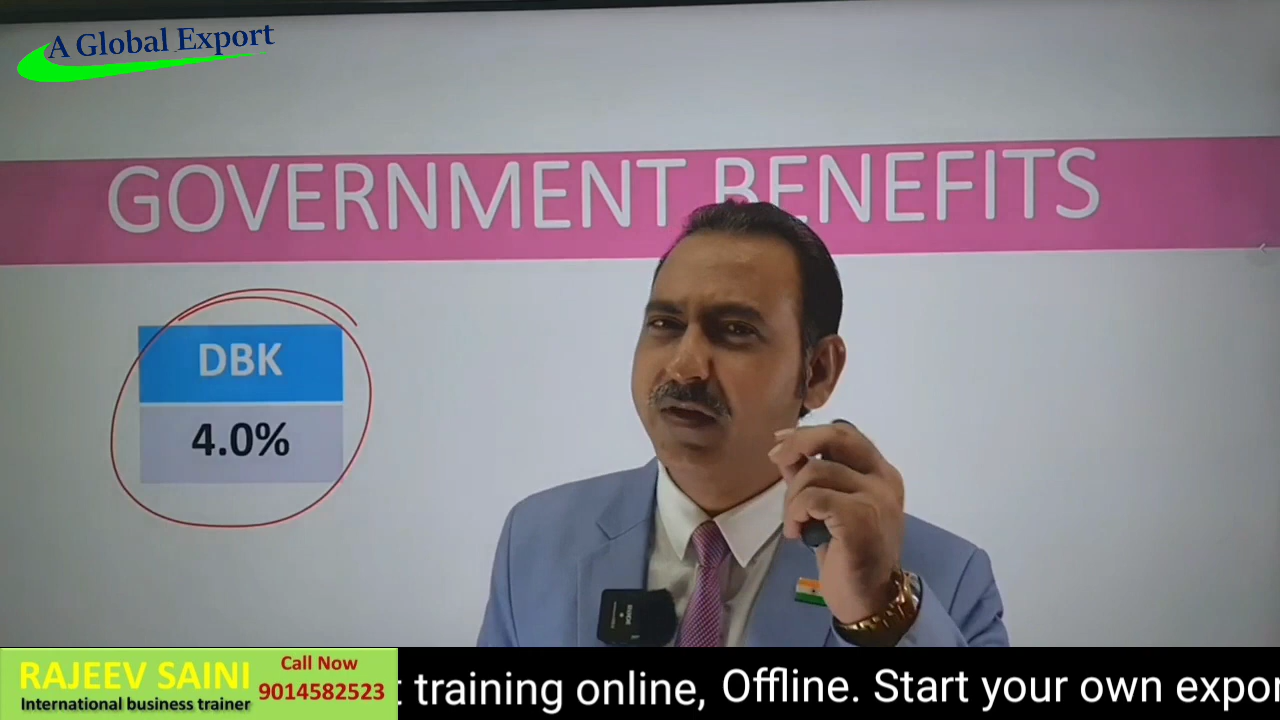 A Global Export
GOVERNMENT BENEFITS
DBK
4.0%
RAJEEV SAINI
International business trainer
Call Now
9014582523
t training online, Offline. Start your own expor